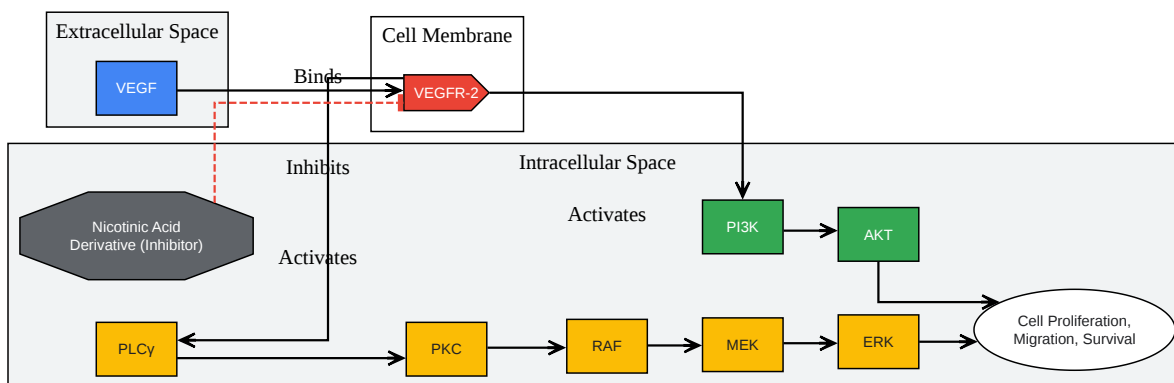 Extracellular Space
Cell Membrane
VEGF
Binds
VEGFR-2
Inhibits
Intracellular Space
Nicotinic Acid
Derivative (Inhibitor)
Activates
PI3K
AKT
Activates
PLCγ
PKC
RAF
MEK
ERK
Cell Proliferation,
Migration, Survival